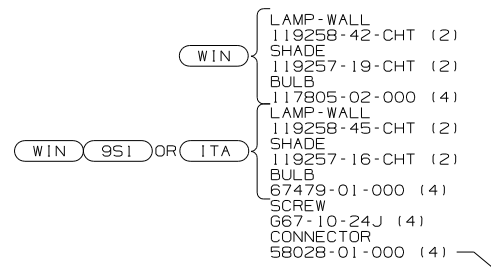 LAMP-WALL
119258-42-CHT (2)
SHADE
WIN
119257-19-CHT (2)
BULB
117805-02-000 (4)
LAMP-WALL
119258-45-CHT (2)
SHADE
WIN 9S1 OR ITA
119257-16-CHT (2)
BULB
67479-01-000 (4)
SCREW
G67-10-24J (4)
CONNECTOR
58028-01-000 (4)